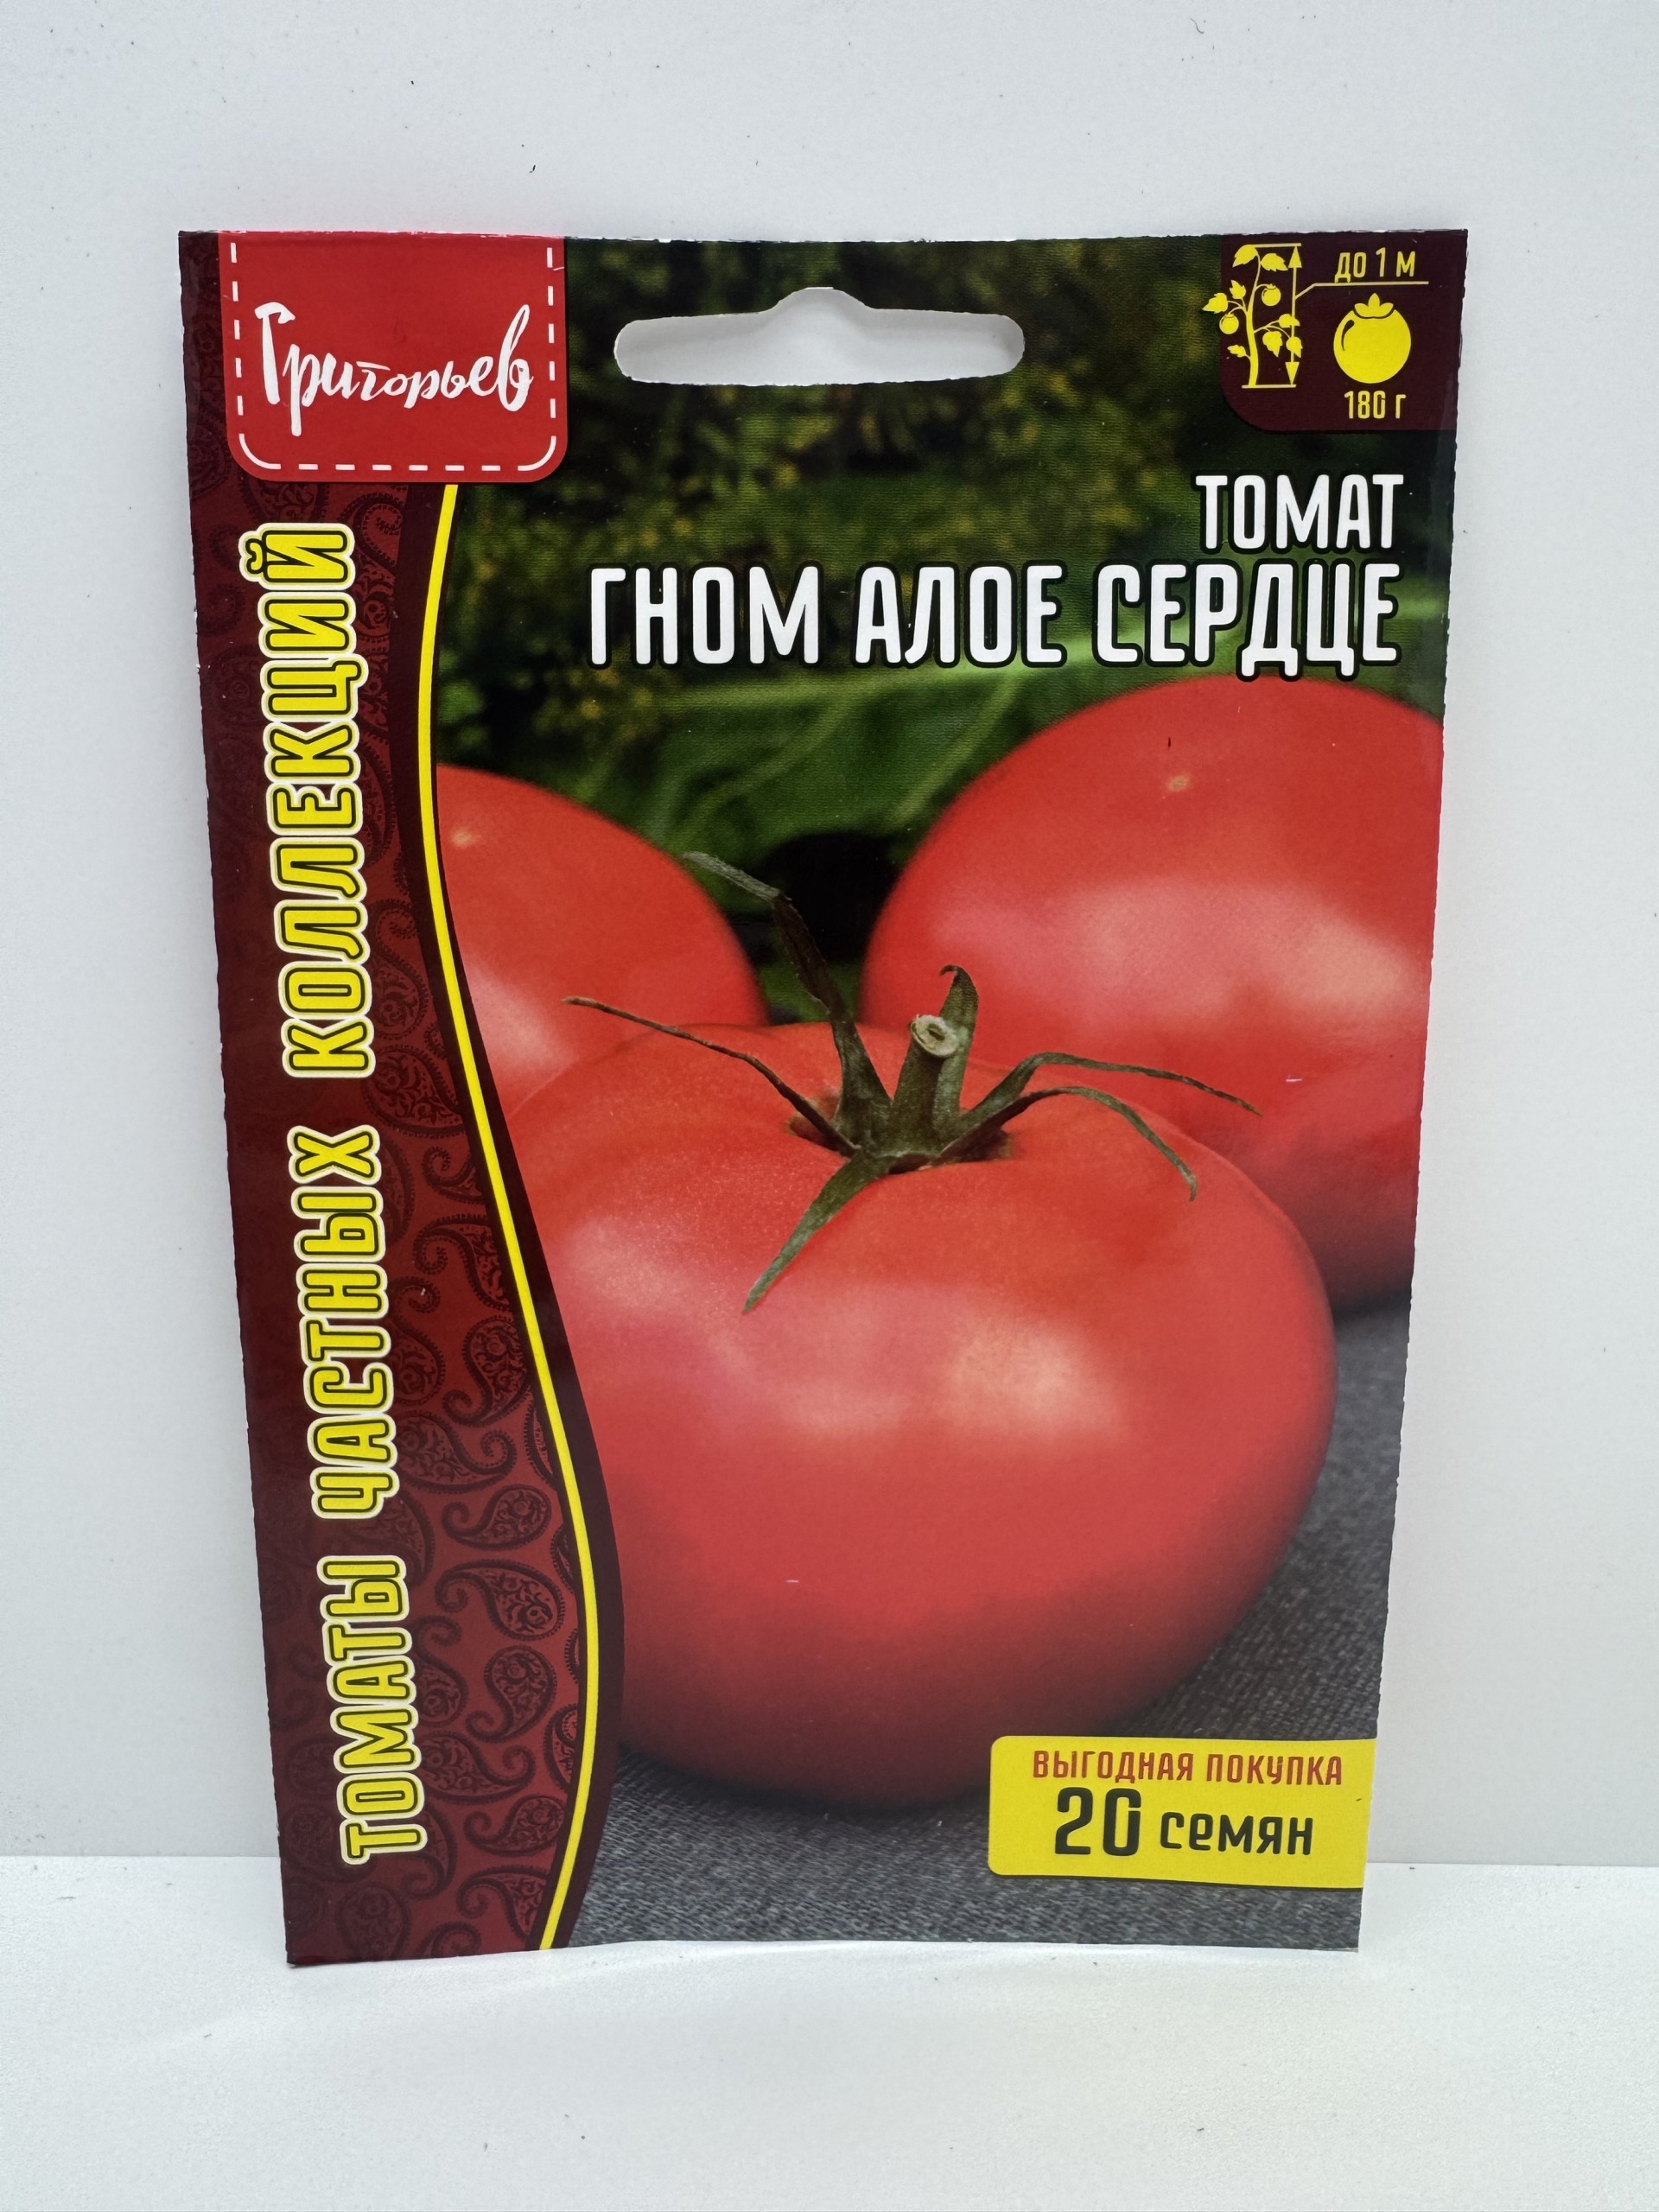 Григорьев
до 1 м
180 г
ТОМАТ
ГНОМ АЛОЕ СЕРДЦЕ
ТОМАТЫ ЧАСТНЫХ КОЛЛЕКЦИЙ
ВЫГОДНАЯ ПОКУПКА
20 семян